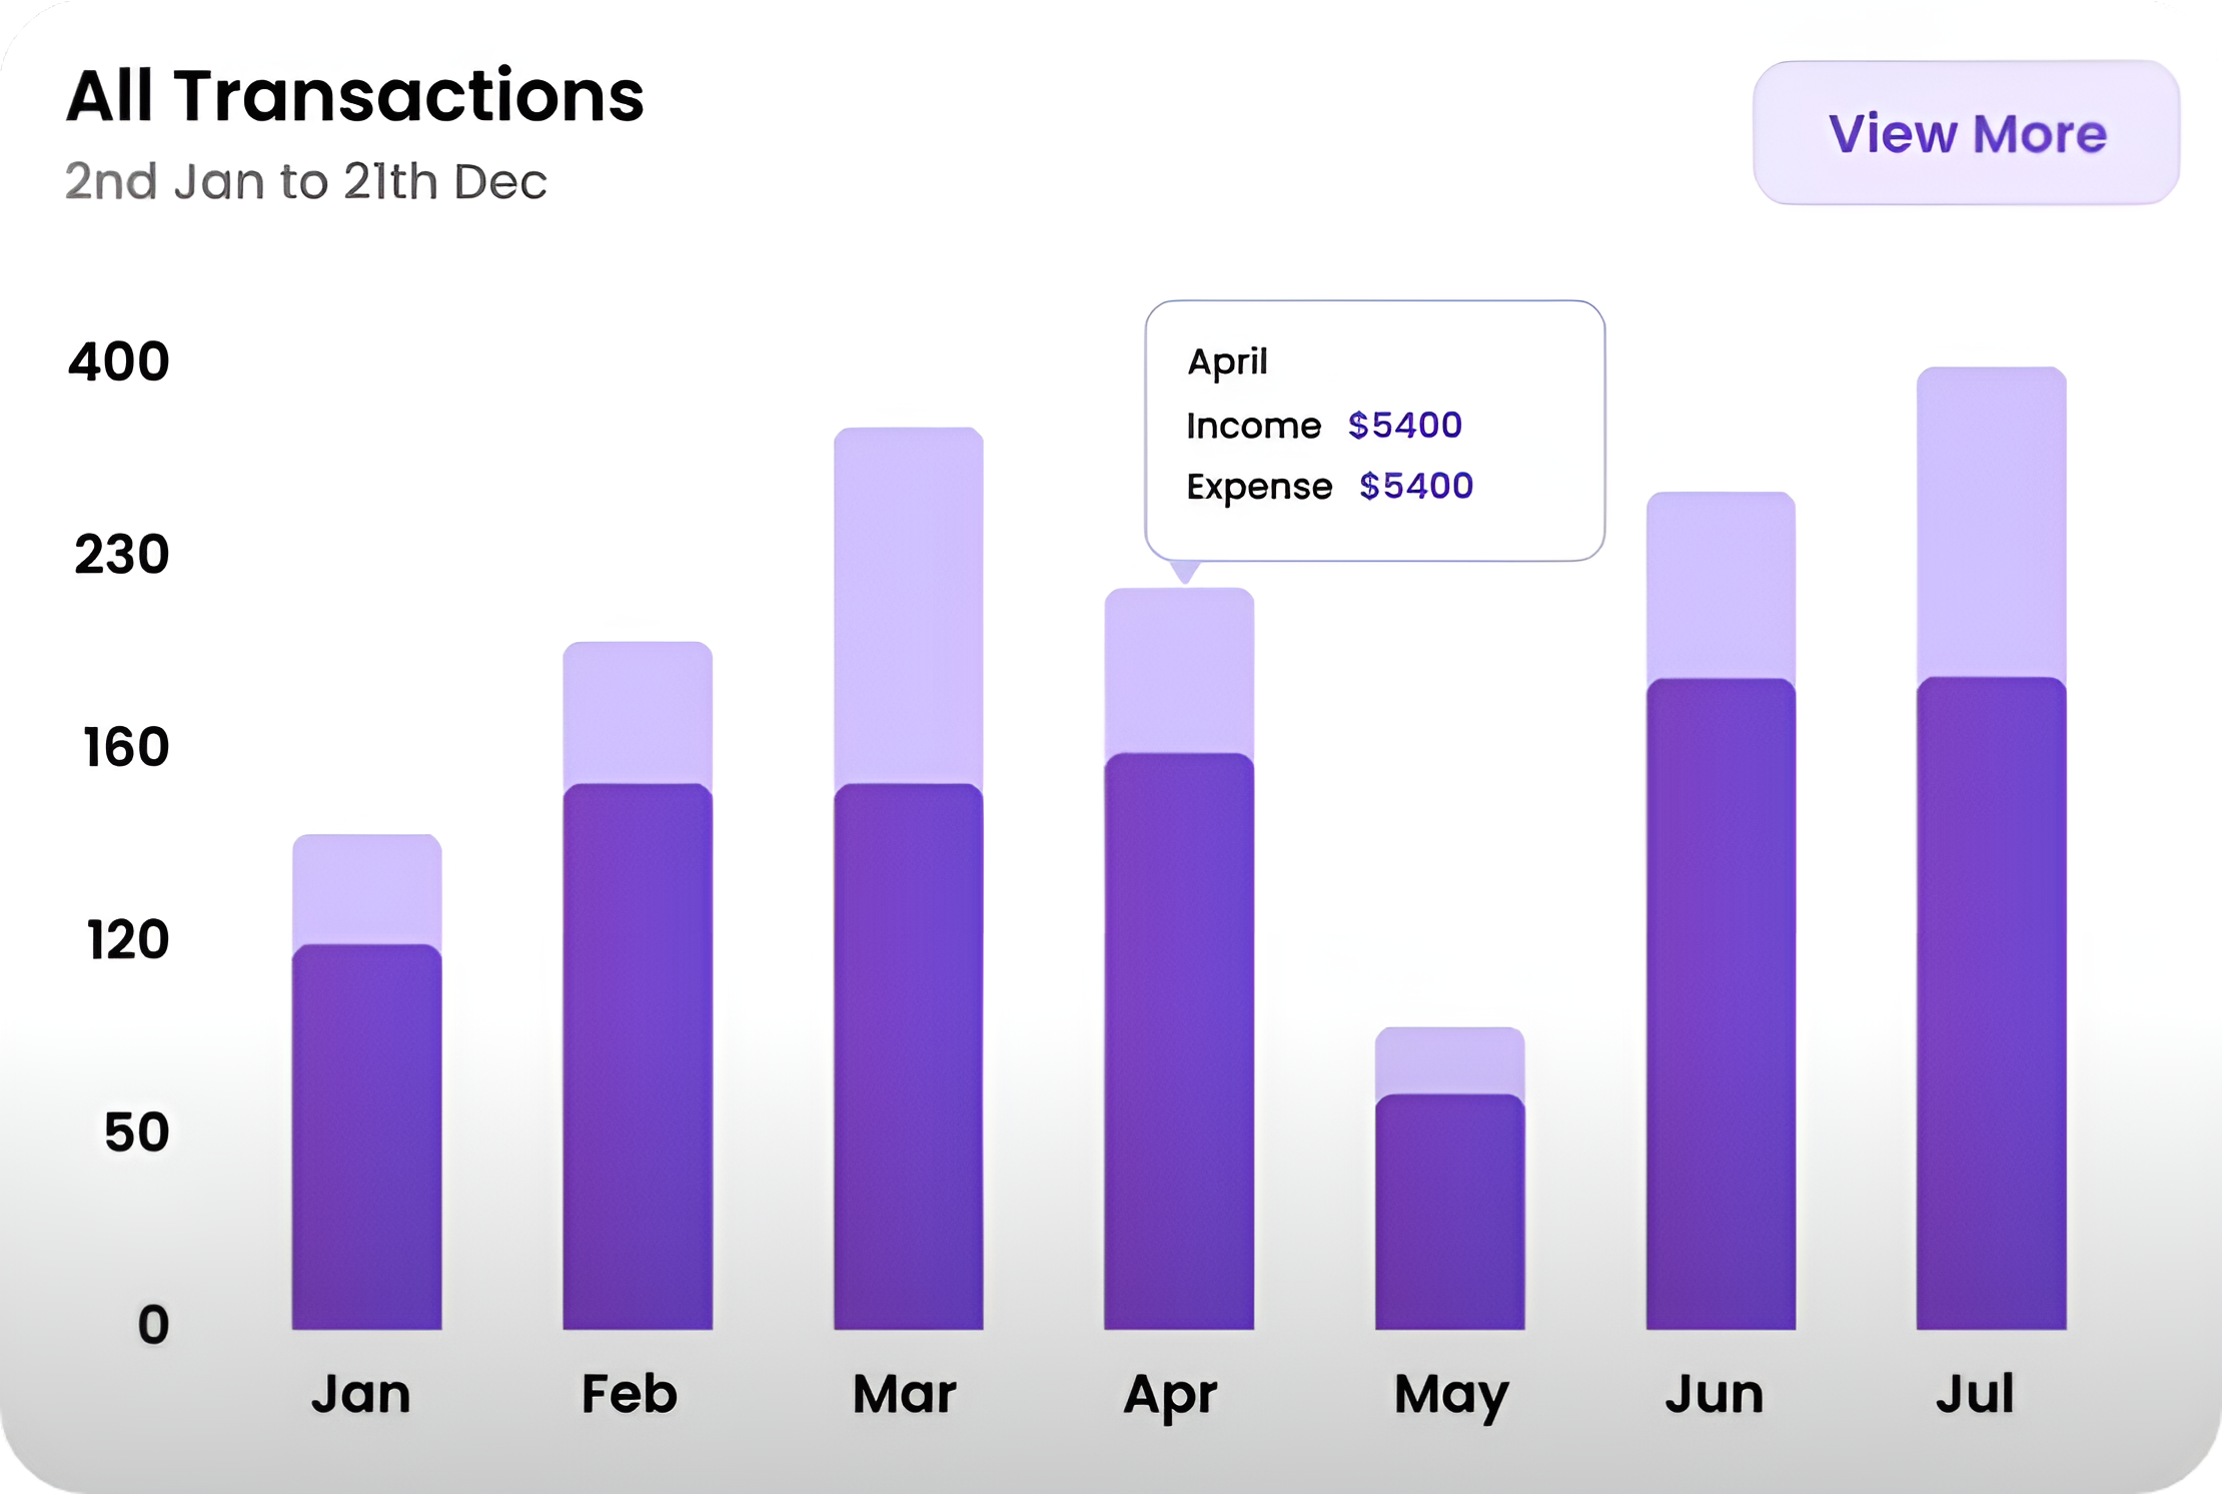 All Transactions
2nd Jan to 21th Dec
View More
400
230
160
120
50
0
April
Income $5400
Expense $5400
Jan Feb Mar Apr May Jun Jul